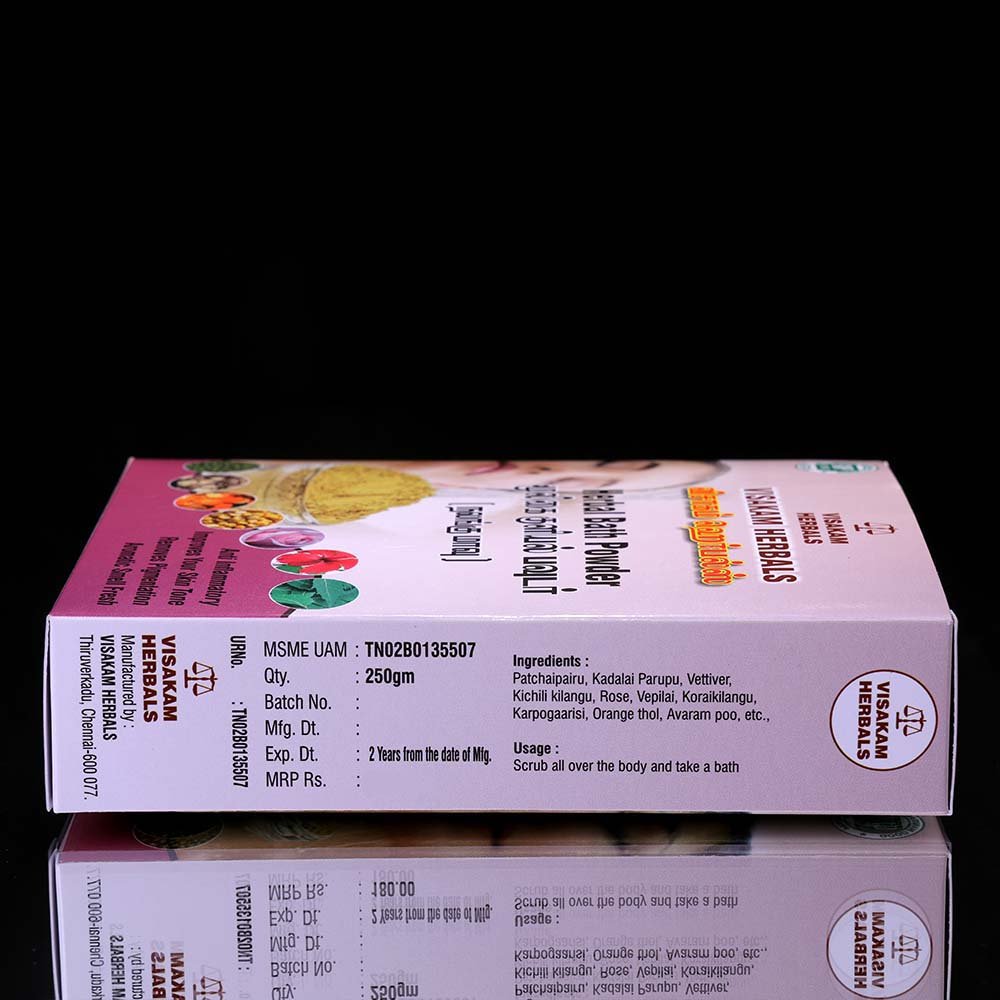 VISAKAM
HERBALS
VISAKAM HERBALS
Herbal Bath Powder
Anti Inflammatory
Improves Your Skin Tone
Removes Pigmentation
Aromatic Smell Fresh
VISAKAM
HERBALS
Manufactured by :
VISAKAM HERBALS
Thiruverkadu, Chennai-600 077.
URNo. : TN02B0135507
MSME UAM : TN02B0135507
Qty. : 250gm
Batch No. :
Mfg. Dt. :
Exp. Dt. : 2 Years from the date of Mfg.
MRP Rs. :
Ingredients :
Patchaipairu, Kadalai Parupu, Vettiver,
Kichili kilangu, Rose, Vepilai, Koraikilangu,
Karpogaarisi, Orange thol, Avaram poo, etc.,
Usage :
Scrub all over the body and take a bath
VISAKAM
HERBALS